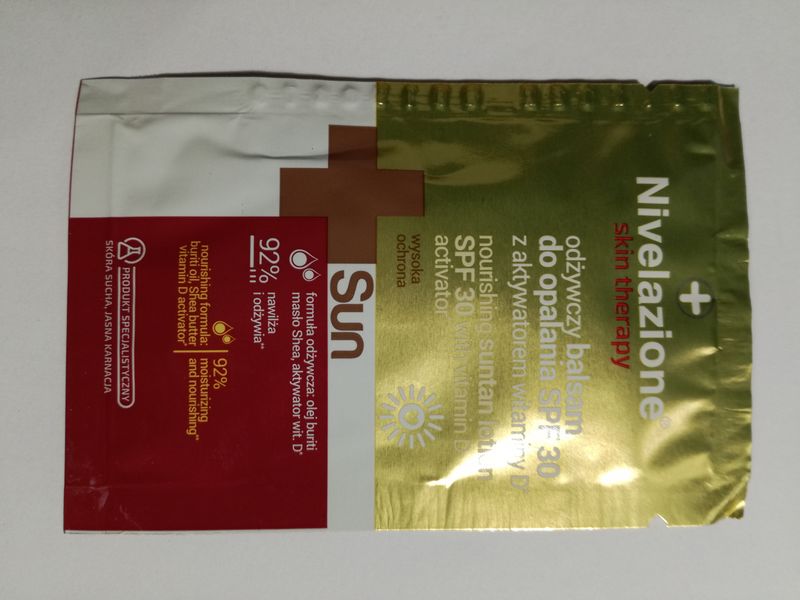 Nivelazione®
skin therapy
odżywczy balsam
do opalania SPF 30
z aktywatorem witaminy D*
nourishing suntan lotion
SPF 30 with vitamin D
activator
wysoka
ochrona
Sun
formuła odżywcza: olej buriti
masło Shea, aktywator wit. D*
92% nawilża
i odżywia**
nourishing formula:
buriti oil, Shea butter
vitamin D activator*
92%
moisturizing
and nourishing**
PRODUKT SPECJALISTYCZNY
SKÓRA SUCHA, JASNA KARNACJA